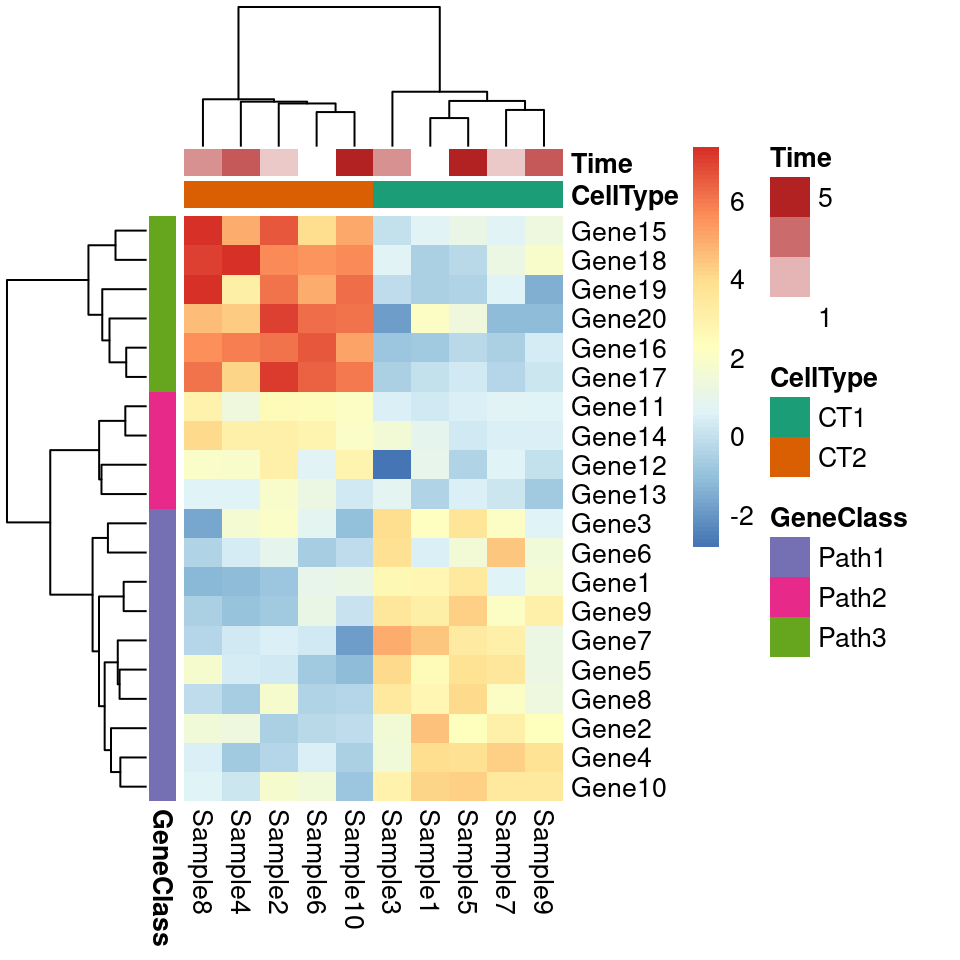 Time
CellType
Gene15
Gene18
Gene19
Gene20
Gene16
Gene17
Gene11
Gene14
Gene12
Gene13
Gene3
Gene6
Gene1
Gene9
Gene7
Gene5
Gene8
Gene2
Gene4
Gene10
GeneClass
Sample8
Sample4
Sample2
Sample6
Sample10
Sample3
Sample1
Sample5
Sample7
Sample9
6
4
2
0
-2
Time
5
1
CellType
CT1
CT2
GeneClass
Path1
Path2
Path3